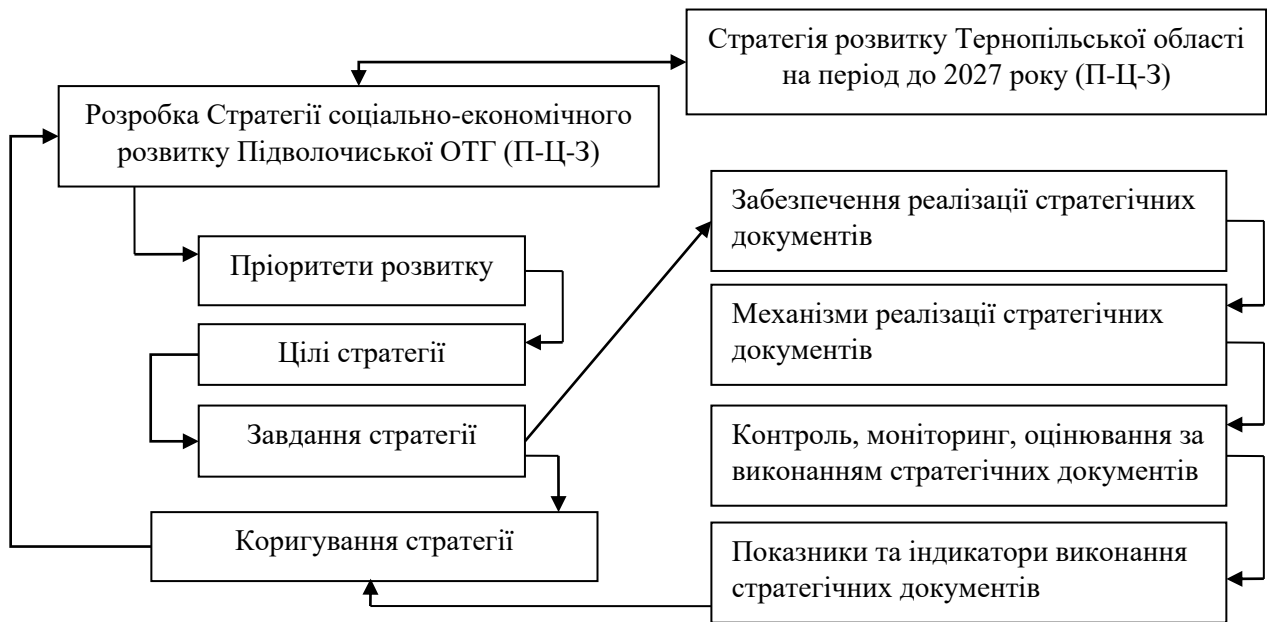 Стратегія розвитку Тернопільської області
на період до 2027 року (П-Ц-З)
Розробка Стратегії соціально-економічного
розвитку Підволочиської ОТГ (П-Ц-З)
Пріоритети розвитку
Цілі стратегії
Завдання стратегії
Коригування стратегії
Забезпечення реалізації стратегічних
документів
Механізми реалізації стратегічних
документів
Контроль, моніторинг, оцінювання за
виконанням стратегічних документів
Показники та індикатори виконання
стратегічних документів